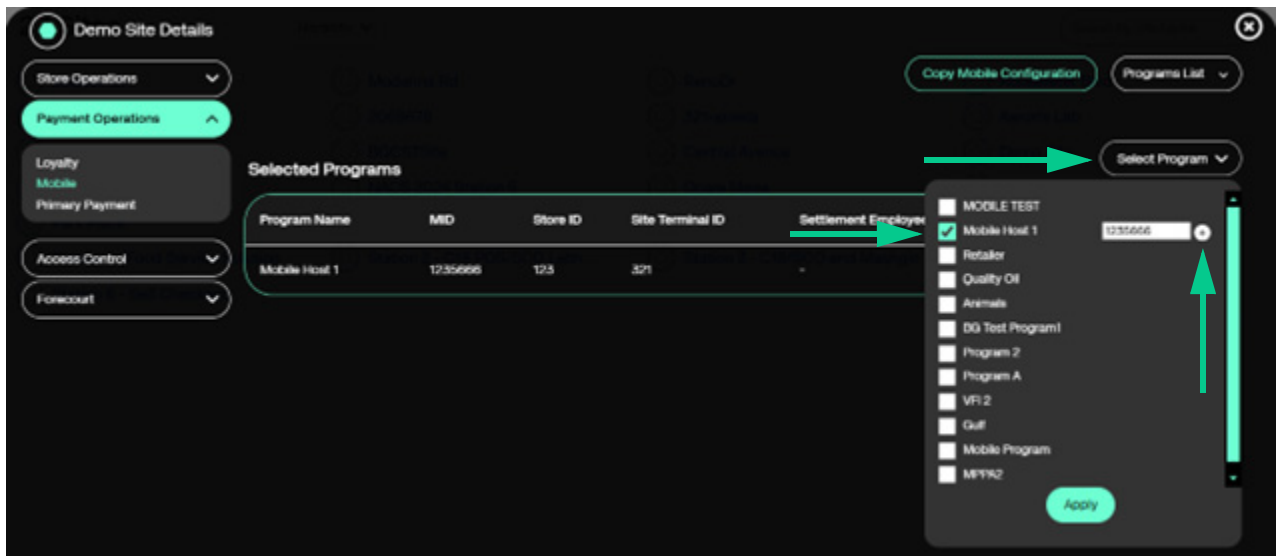 Demo Site Details
Store Operations
Copy Mobile Configuration
Programs List
Payment Operations
Loyalty
Mobile
Primary Payment
Select Program
Selected Programs
Program Name MID Store ID Site Terminal ID Settlement Employee
Mobile Host 1 1235666 123 321 -
Access Control
Forecourt
MOBILE TEST
Mobile Host 1 1235666
Retailer
Quality Oil
Animals
BG Test Program1
Program 2
Program A
VFI 2
Gulf
Mobile Program
MPPA2
Apply